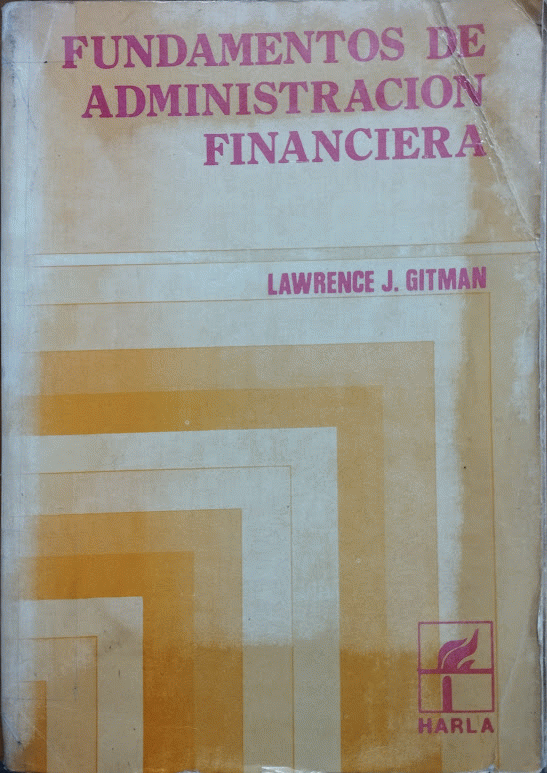 FUNDAMENTOS DE
ADMINISTRACION
FINANCIERA
LAWRENCE J. GITMAN
HARLA